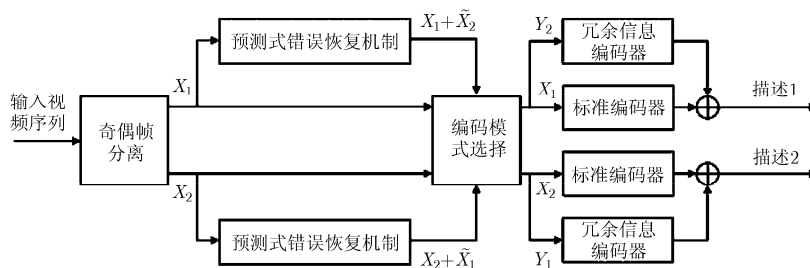 输入视
频序列
奇偶帧
分离
X₁
X₂
预测式错误恢复机制
预测式错误恢复机制
X₁+X̃₂
X₂+X̃₁
编码模
式选择
Y₂
X₁
X₂
Y₁
冗余信息
编码器
标准编码器
标准编码器
冗余信息
编码器
描述1
描述2